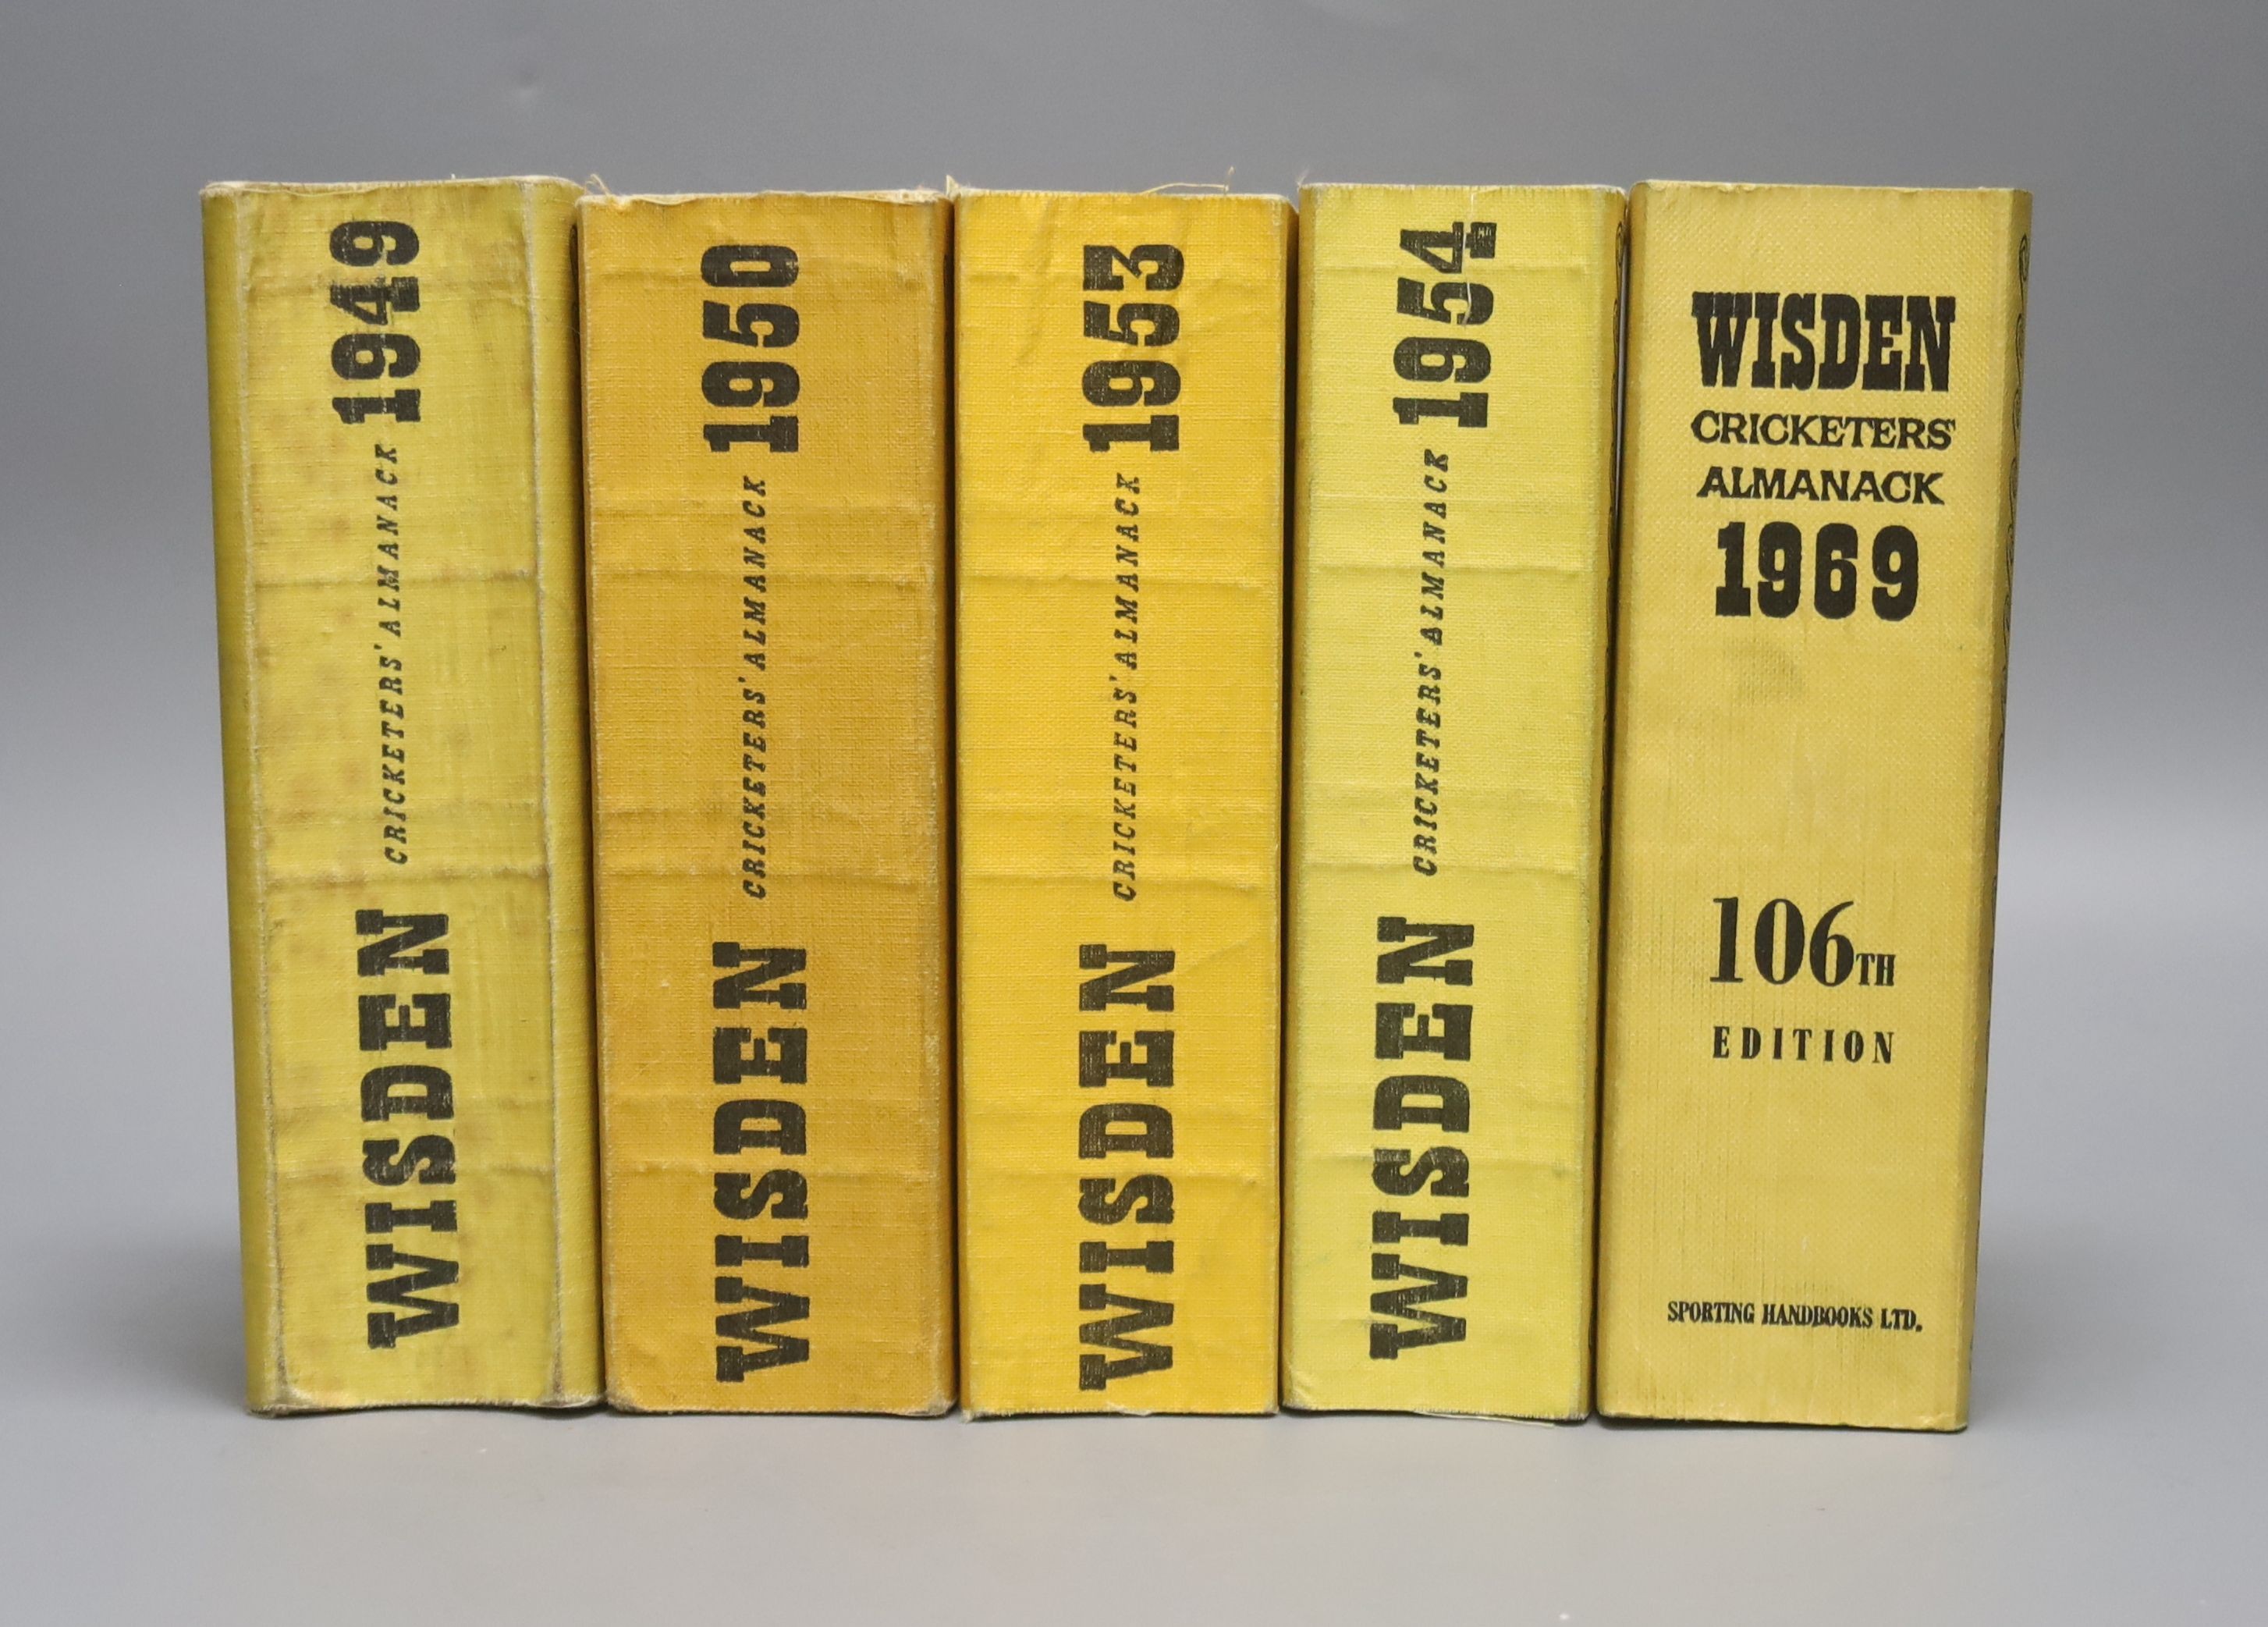 WISDEN CRICKETERS' ALMANACK 1949
WISDEN CRICKETERS' ALMANACK 1950
WISDEN CRICKETERS' ALMANACK 1953
WISDEN CRICKETERS' ALMANACK 1954
WISDEN
CRICKETERS'
ALMANACK
1969
106TH
EDITION
SPORTING HANDBOOKS LTD.